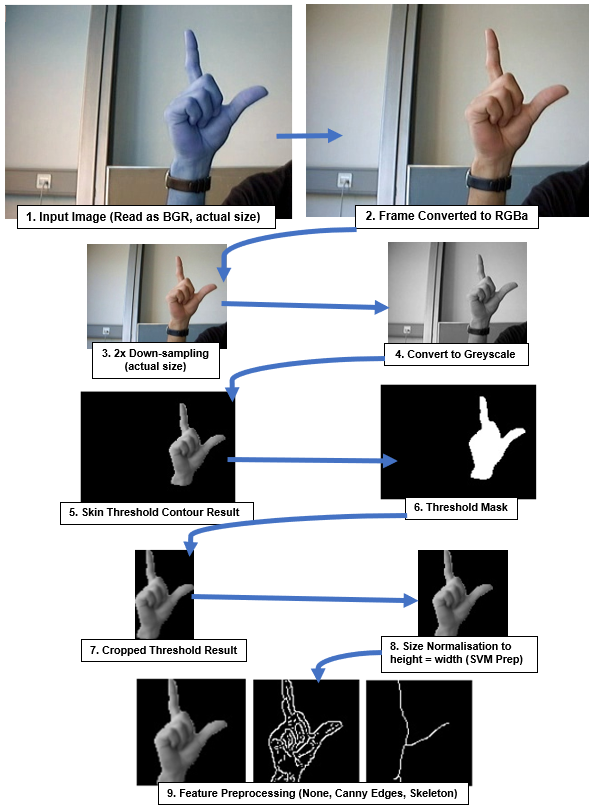 1. Input Image (Read as BGR, actual size)
2. Frame Converted to RGBa
3. 2x Down-sampling
(actual size)
4. Convert to Greyscale
5. Skin Threshold Contour Result
6. Threshold Mask
7. Cropped Threshold Result
8. Size Normalisation to
height = width (SVM Prep)
9. Feature Preprocessing (None, Canny Edges, Skeleton)